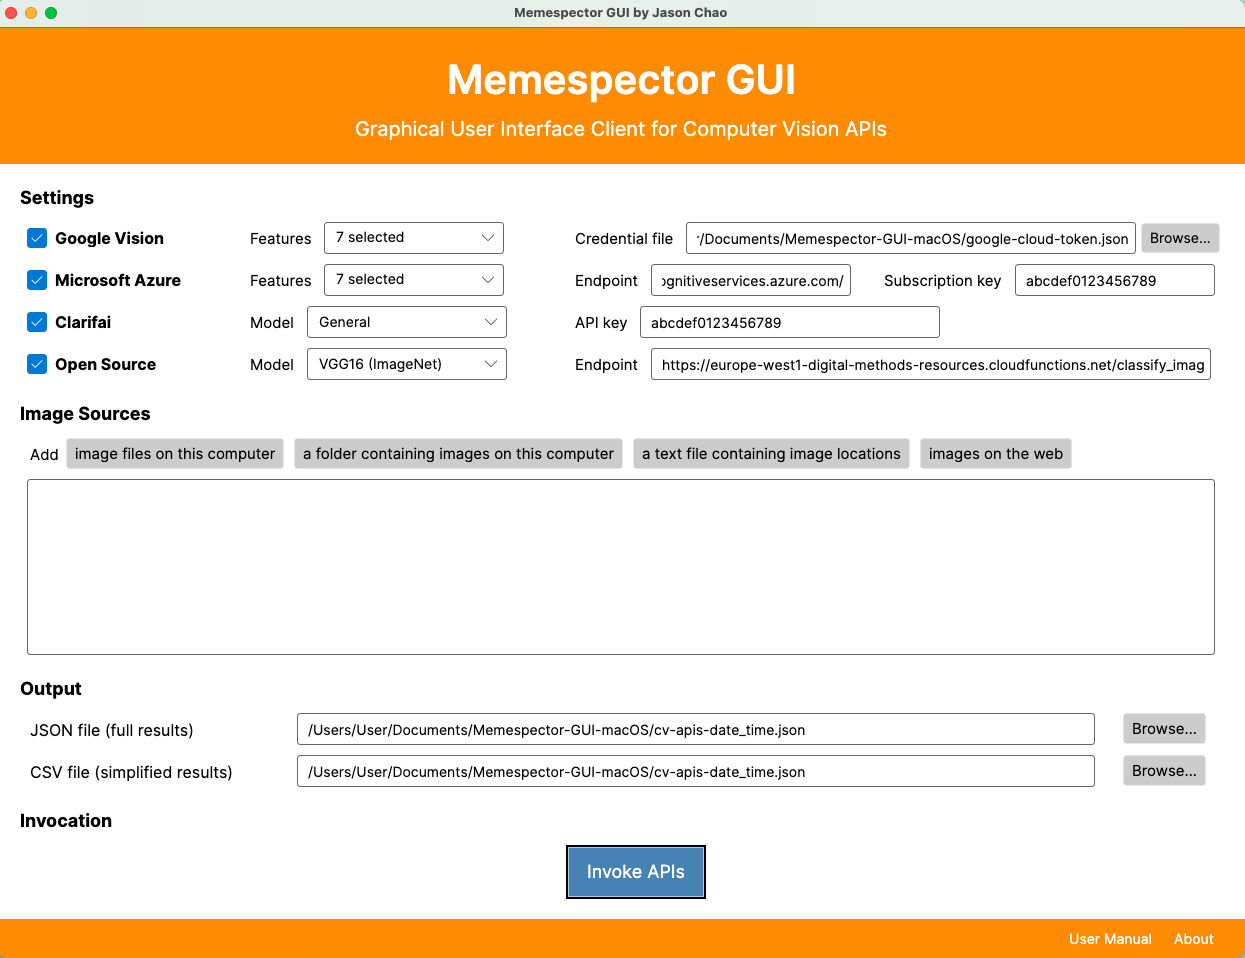 Memespector GUI by Jason Chao
Memespector GUI
Graphical User Interface Client for Computer Vision APIs
Settings
Google Vision Features 7 selected Credential file /Documents/Memespector-GUI-macOS/google-cloud-token.json Browse...
Microsoft Azure Features 7 selected Endpoint ognitiveservices.azure.com/ Subscription key abcdef0123456789
Clarifai Model General API key abcdef0123456789
Open Source Model VGG16 (ImageNet) Endpoint https://europe-west1-digital-methods-resources.cloudfunctions.net/classify_imag
Image Sources
Add image files on this computer a folder containing images on this computer a text file containing image locations images on the web
Output
JSON file (full results) /Users/User/Documents/Memespector-GUI-macOS/cv-apis-date_time.json Browse...
CSV file (simplified results) /Users/User/Documents/Memespector-GUI-macOS/cv-apis-date_time.json Browse...
Invocation
Invoke APIs
User Manual About